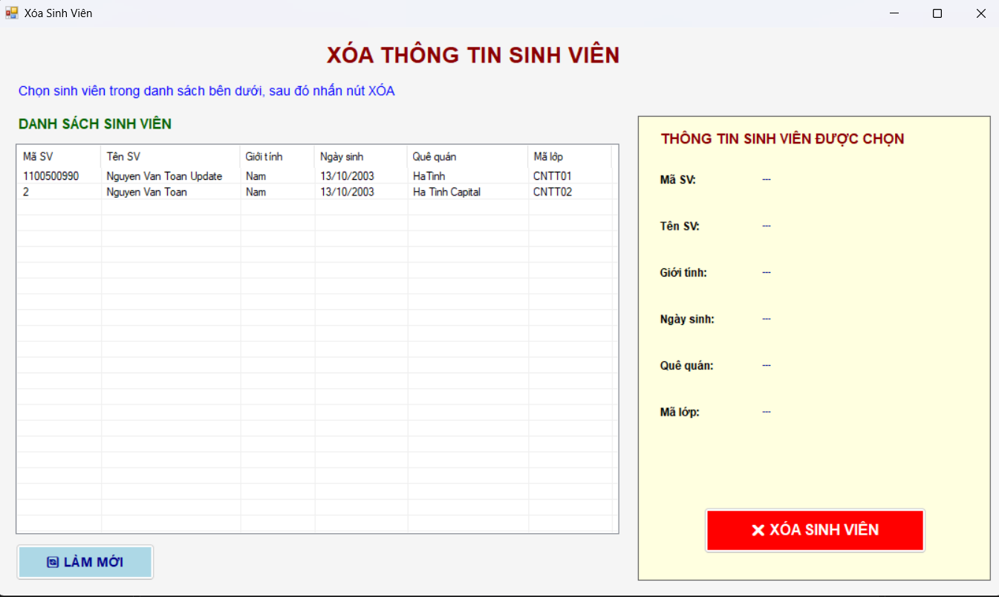 Xóa Sinh Viên
XÓA THÔNG TIN SINH VIÊN
Chọn sinh viên trong danh sách bên dưới, sau đó nhấn nút XÓA
DANH SÁCH SINH VIÊN
Mã SV Tên SV Giới tính Ngày sinh Quê quán Mã lớp
1100500990 Nguyen Van Toan Update Nam 13/10/2003 HaTinh CNTT01
2 Nguyen Van Toan Nam 13/10/2003 Ha Tinh Capital CNTT02
LÀM MỚI
THÔNG TIN SINH VIÊN ĐƯỢC CHỌN
Mã SV: ---
Tên SV: ---
Giới tính: ---
Ngày sinh: ---
Quê quán: ---
Mã lớp: ---
❌ XÓA SINH VIÊN